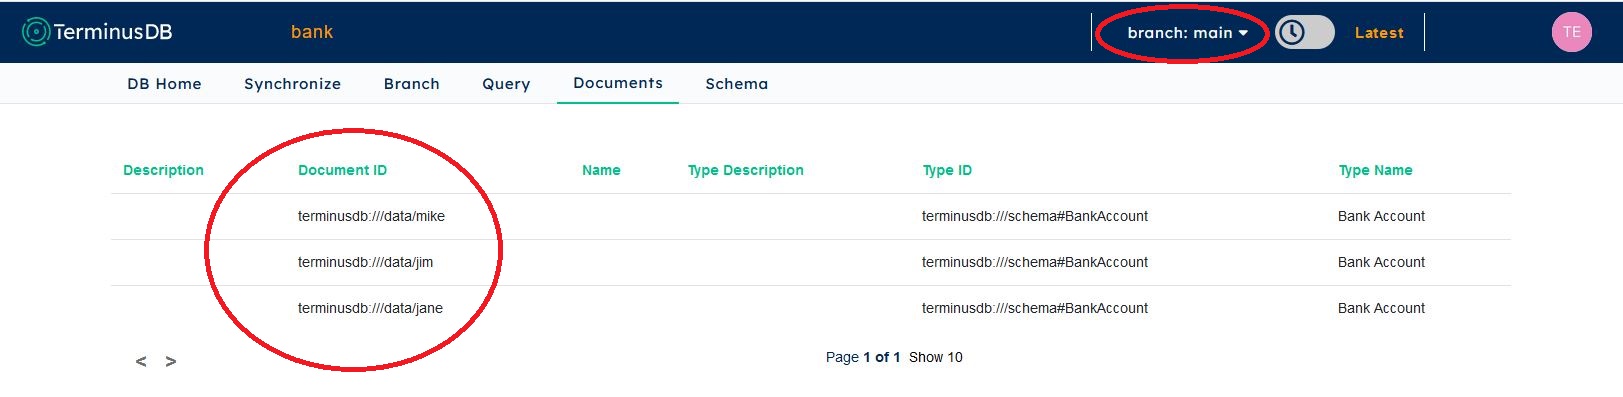 TerminusDB bank branch: main Latest TE
DB Home Synchronize Branch Query Documents Schema
Description Document ID Name Type Description Type ID Type Name
terminusdb:///data/mike terminusdb:///schema#BankAccount Bank Account
terminusdb:///data/jim terminusdb:///schema#BankAccount Bank Account
terminusdb:///data/jane terminusdb:///schema#BankAccount Bank Account
< > Page 1 of 1 Show 10